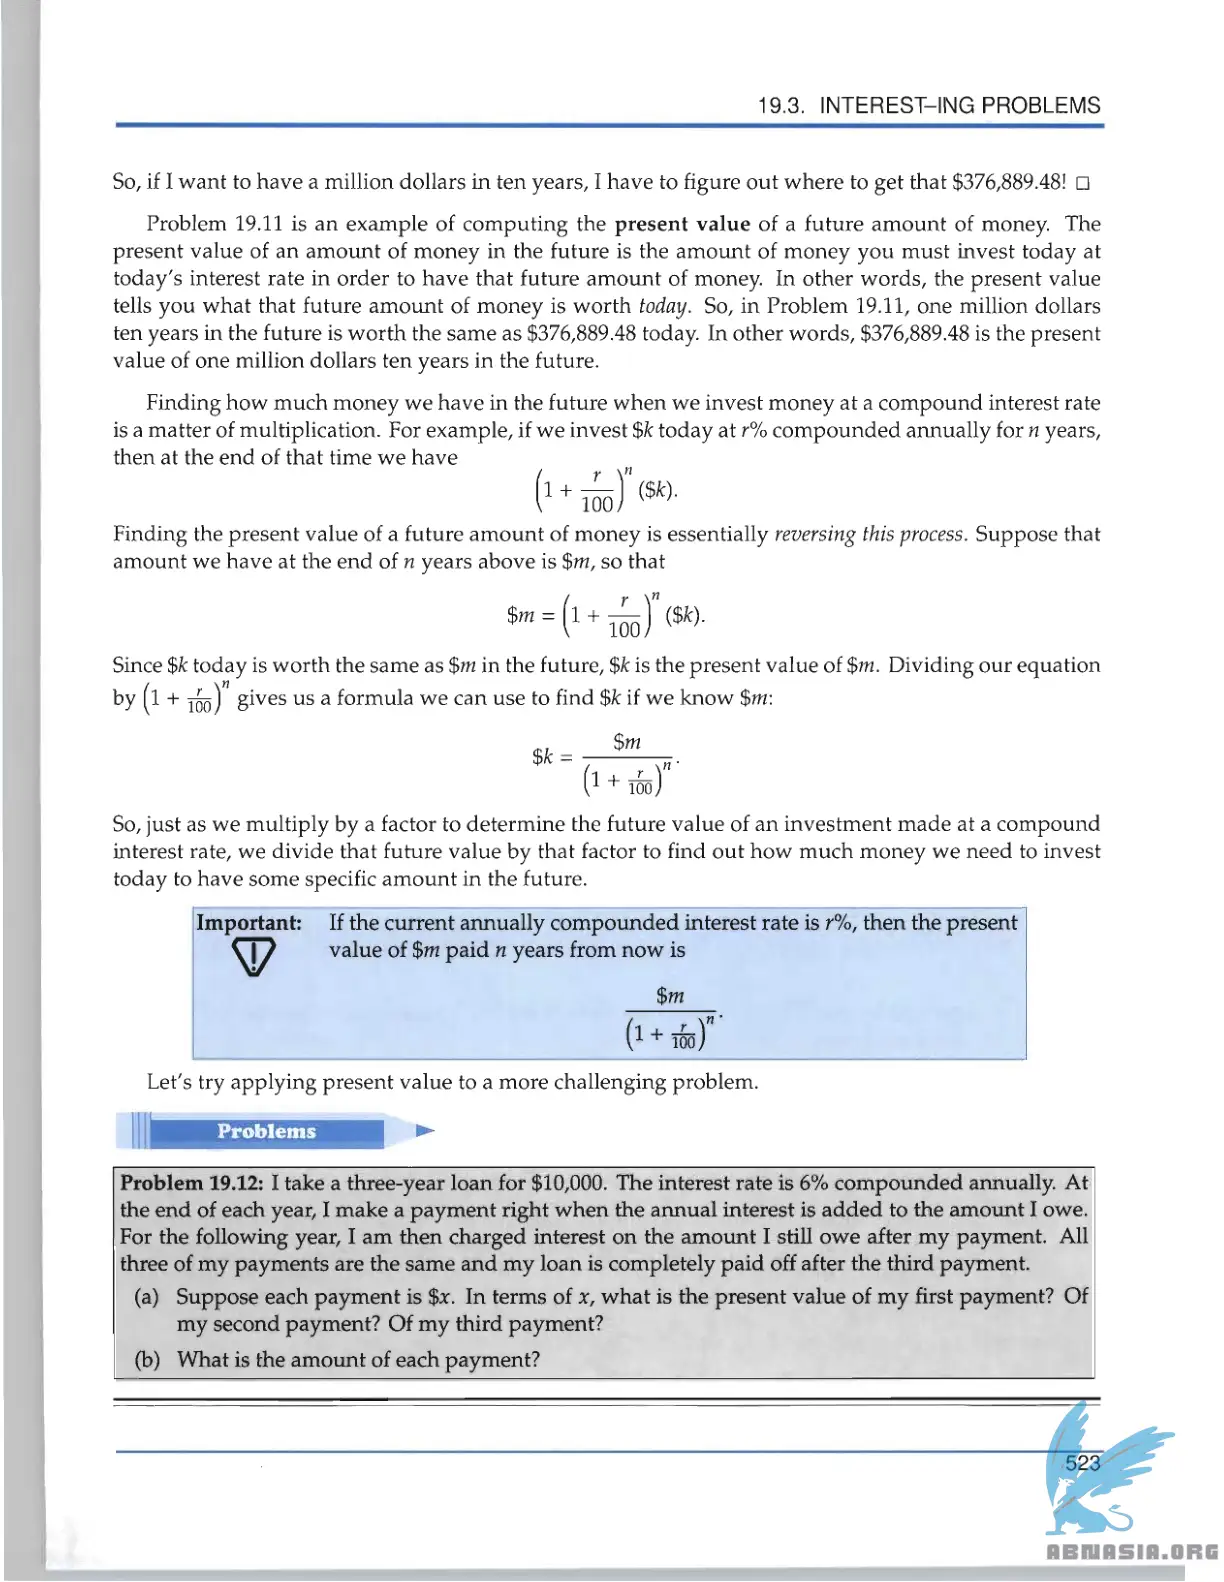 19.3. INTEREST–ING PROBLEMS
So, if I want to have a million dollars in ten years, I have to figure out where to get that $376,889.48! □
Problem 19.11 is an example of computing the present value of a future amount of money. The
present value of an amount of money in the future is the amount of money you must invest today at
today's interest rate in order to have that future amount of money. In other words, the present value
tells you what that future amount of money is worth today. So, in Problem 19.11, one million dollars
ten years in the future is worth the same as $376,889.48 today. In other words, $376,889.48 is the present
value of one million dollars ten years in the future.
Finding how much money we have in the future when we invest money at a compound interest rate
is a matter of multiplication. For example, if we invest $k today at r% compounded annually for n years,
then at the end of that time we have
(1 + r/100)^n ($k).
Finding the present value of a future amount of money is essentially reversing this process. Suppose that
amount we have at the end of n years above is $m, so that
$m = (1 + r/100)^n ($k).
Since $k today is worth the same as $m in the future, $k is the present value of $m. Dividing our equation
by (1 + r/100)^n gives us a formula we can use to find $k if we know $m:
$k = $m / (1 + r/100)^n.
So, just as we multiply by a factor to determine the future value of an investment made at a compound
interest rate, we divide that future value by that factor to find out how much money we need to invest
today to have some specific amount in the future.
Important: If the current annually compounded interest rate is r%, then the present
value of $m paid n years from now is
$m / (1 + r/100)^n.
Let's try applying present value to a more challenging problem.
Problems
Problem 19.12: I take a three-year loan for $10,000. The interest rate is 6% compounded annually. At
the end of each year, I make a payment right when the annual interest is added to the amount I owe.
For the following year, I am then charged interest on the amount I still owe after my payment. All
three of my payments are the same and my loan is completely paid off after the third payment.
(a) Suppose each payment is $x. In terms of x, what is the present value of my first payment? Of
my second payment? Of my third payment?
(b) What is the amount of each payment?
523
ABNASIA.ORG